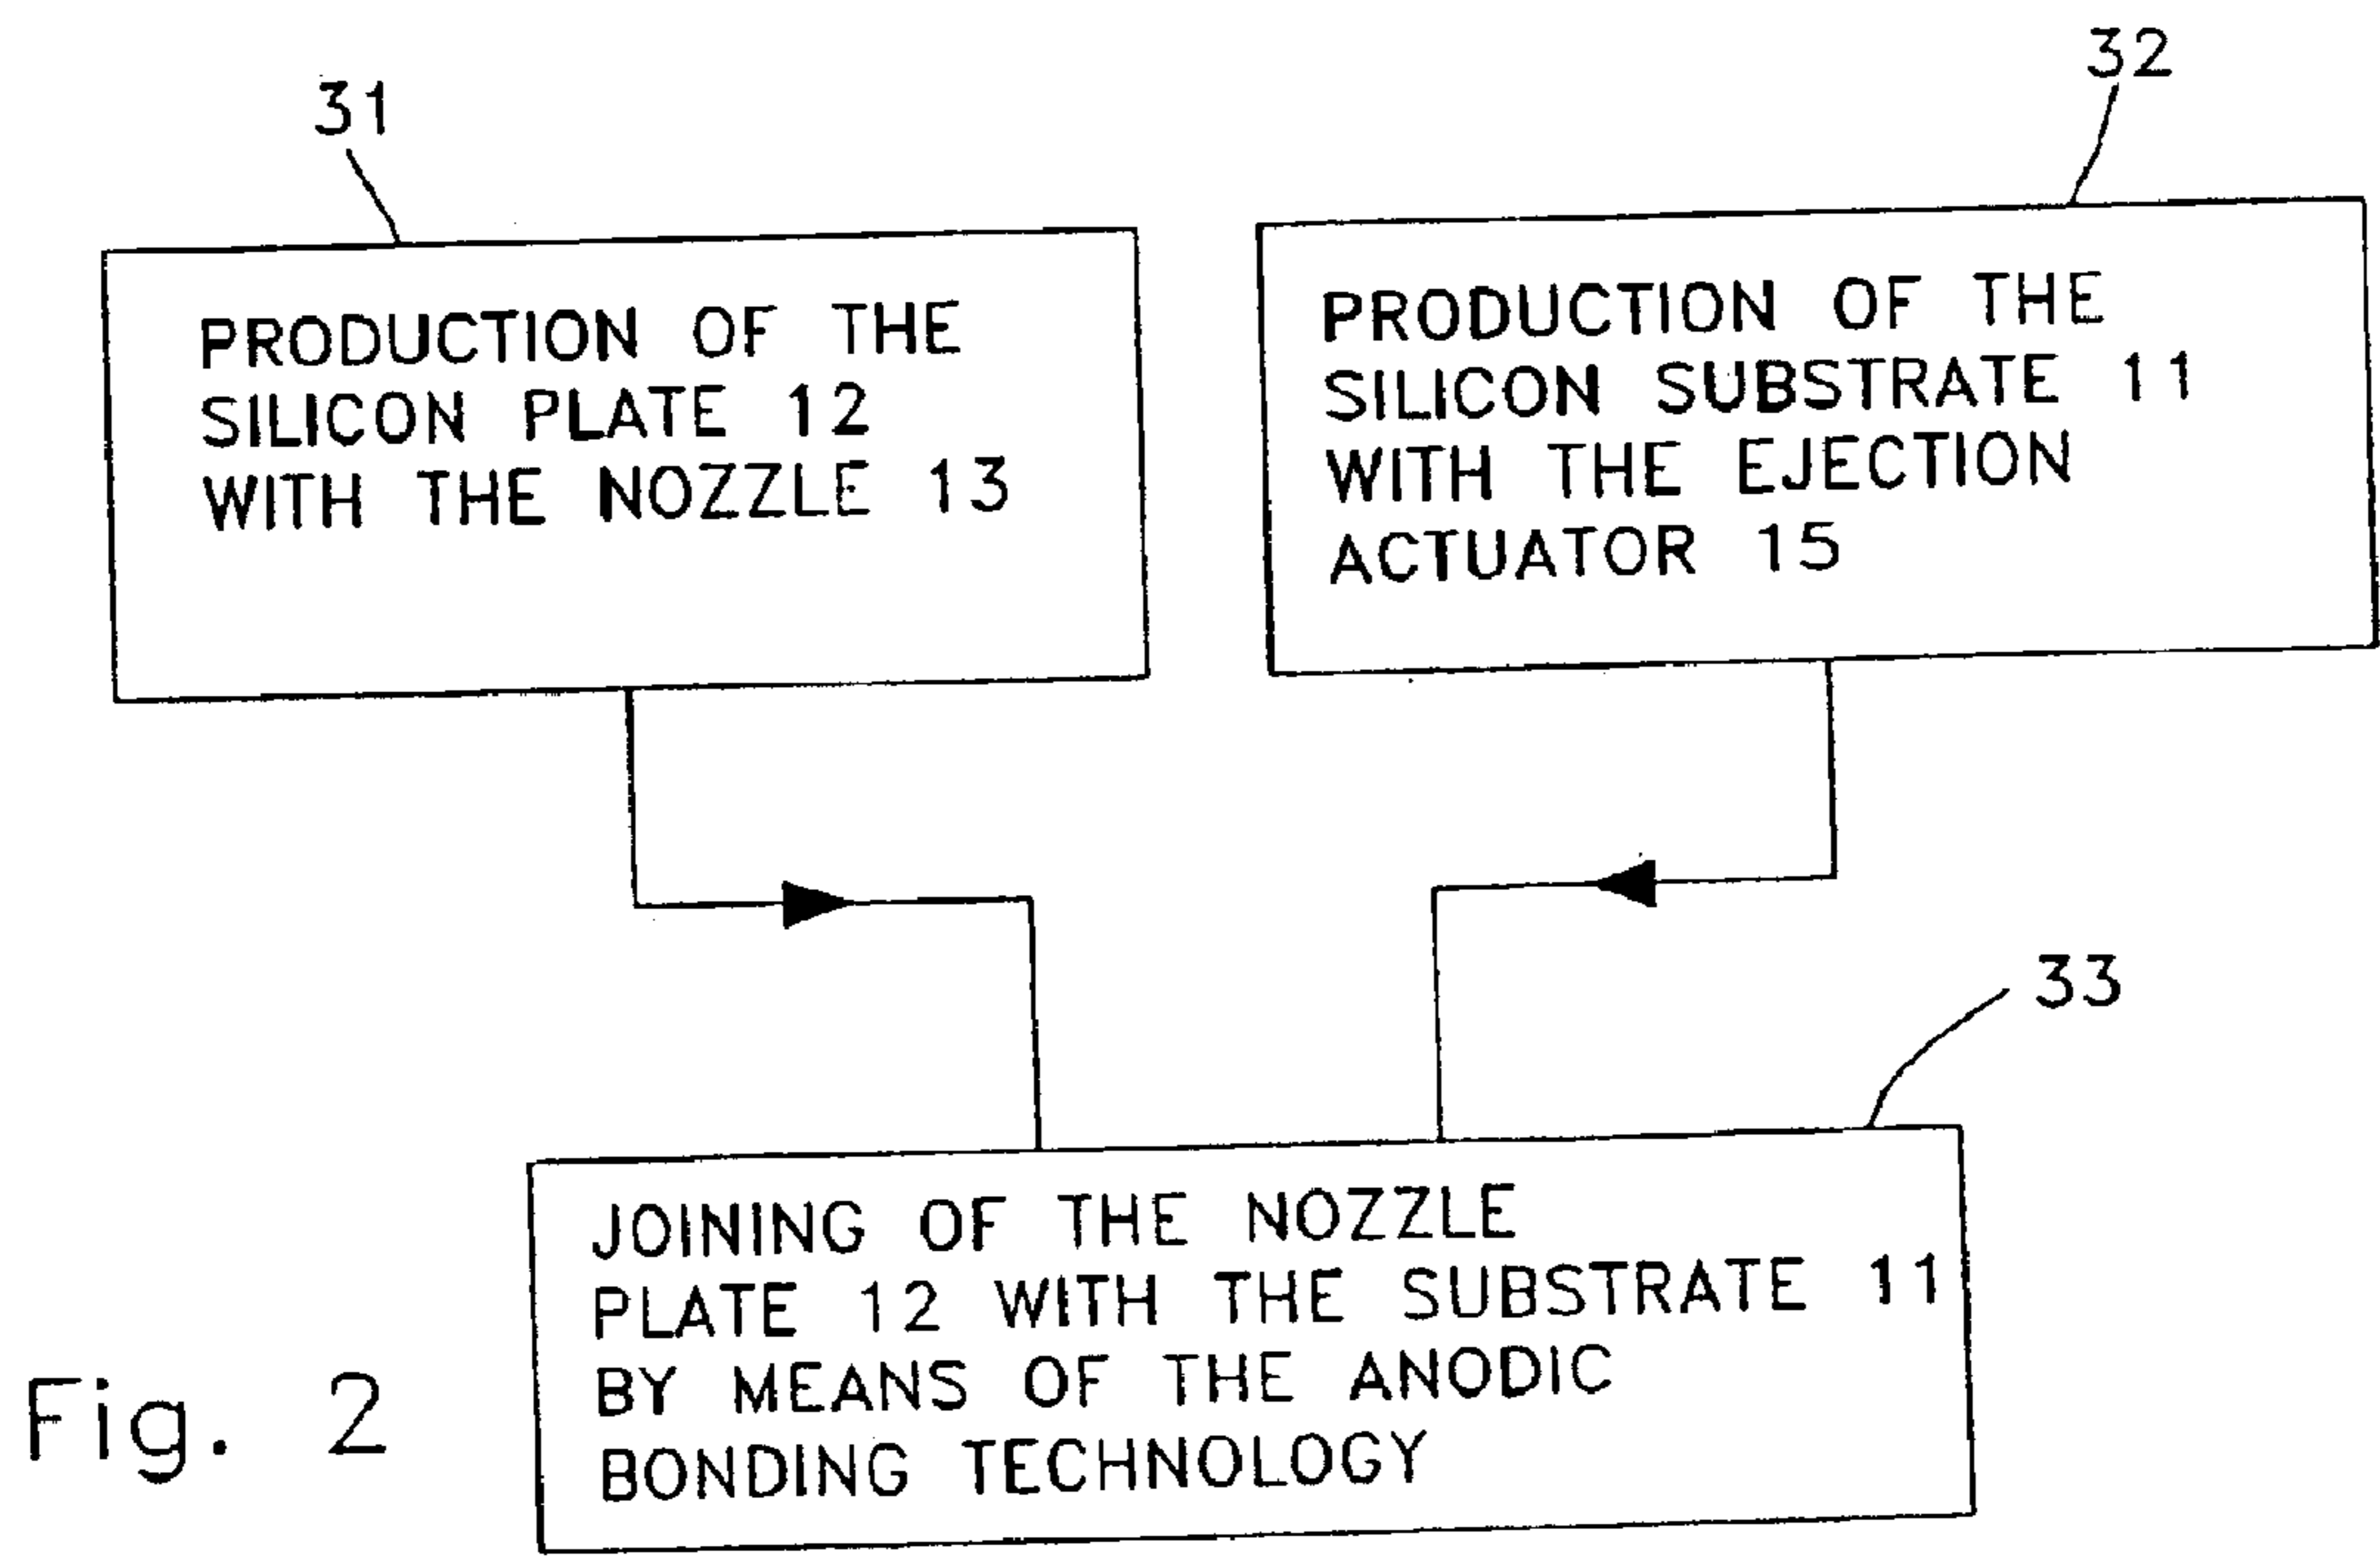 31
PRODUCTION OF THE
SILICON PLATE 12
WITH THE NOZZLE 13
32
PRODUCTION OF THE
SILICON SUBSTRATE 11
WITH THE EJECTION
ACTUATOR 15
33
JOINING OF THE NOZZLE
PLATE 12 WITH THE SUBSTRATE 11
BY MEANS OF THE ANODIC
BONDING TECHNOLOGY
Fig. 2